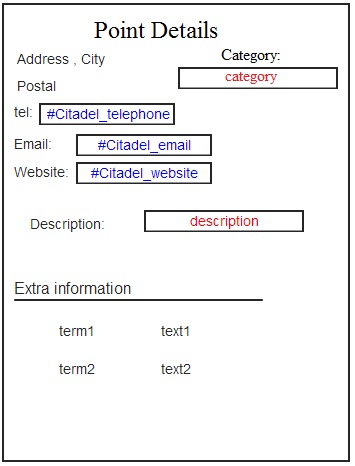 Point Details
Category:
Address , City
category
Postal
tel: #Citadel_telephone
Email: #Citadel_email
Website: #Citadel_website
Description: description
Extra information
term1 text1
term2 text2